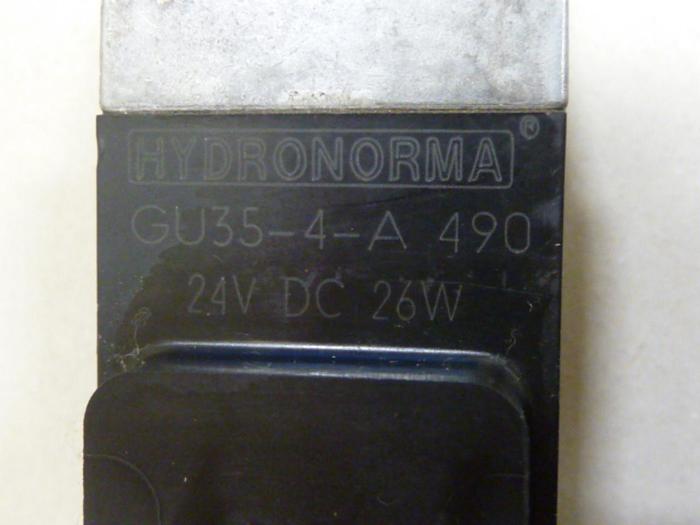 HYDRONORMA®
GU35-4-A 490
24V DC 26W